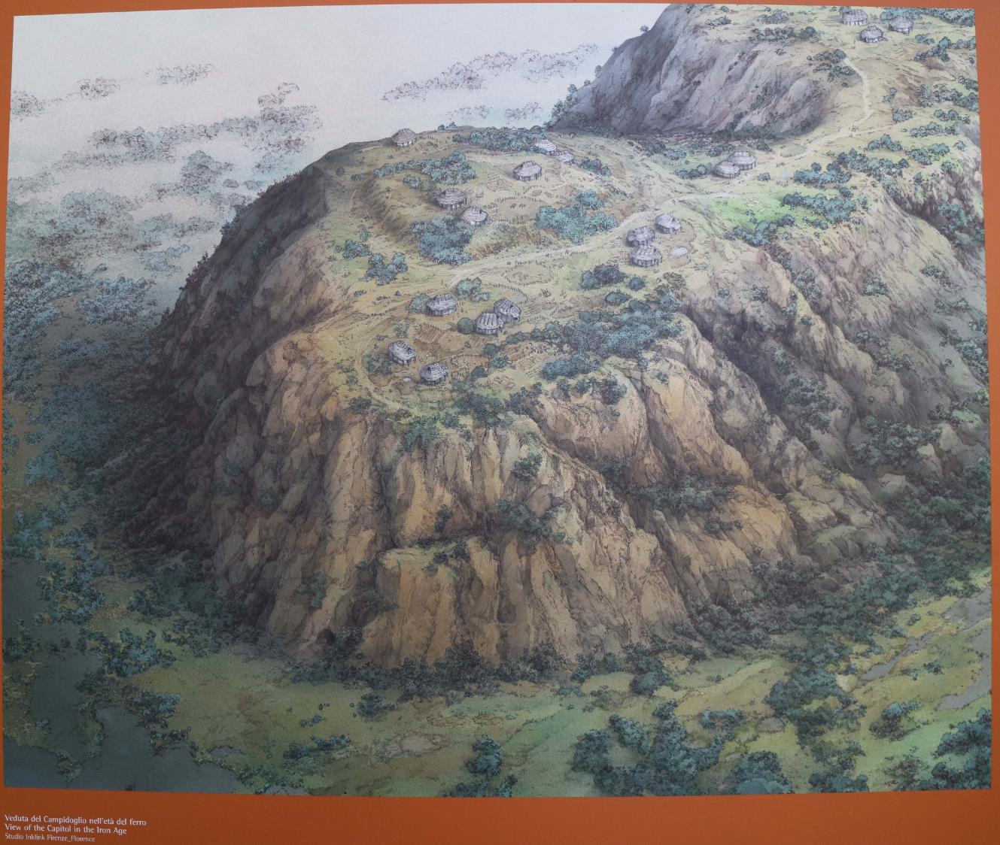 Veduta del Campidoglio nell'età del ferro
View of the Capitol in the Iron Age
Studio Inklink Firenze_Florence